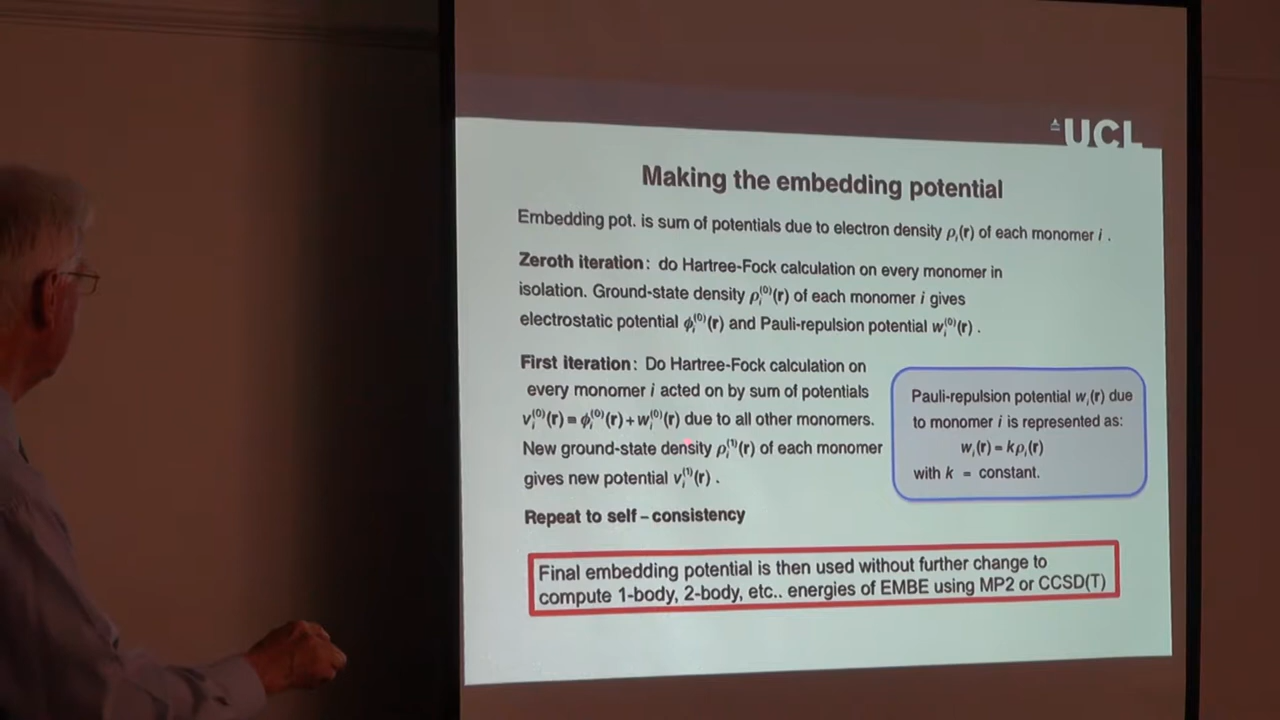 UCL
Making the embedding potential
Embedding pot. is sum of potentials due to electron density ρᵢ(r) of each monomer i .
Zeroth iteration: do Hartree-Fock calculation on every monomer in
isolation. Ground-state density ρᵢ⁽⁰⁾(r) of each monomer i gives
electrostatic potential ϕᵢ⁽⁰⁾(r) and Pauli-repulsion potential wᵢ⁽⁰⁾(r) .
First iteration: Do Hartree-Fock calculation on
every monomer i acted on by sum of potentials
vᵢ⁽⁰⁾(r) = ϕᵢ⁽⁰⁾(r) + wᵢ⁽⁰⁾(r) due to all other monomers.
New ground-state density ρᵢ⁽¹⁾(r) of each monomer
gives new potential vᵢ⁽¹⁾(r) .
Repeat to self – consistency
Pauli-repulsion potential wᵢ(r) due
to monomer i is represented as:
wᵢ(r) = kρᵢ(r)
with k = constant.
Final embedding potential is then used without further change to
compute 1-body, 2-body, etc.. energies of EMBE using MP2 or CCSD(T)